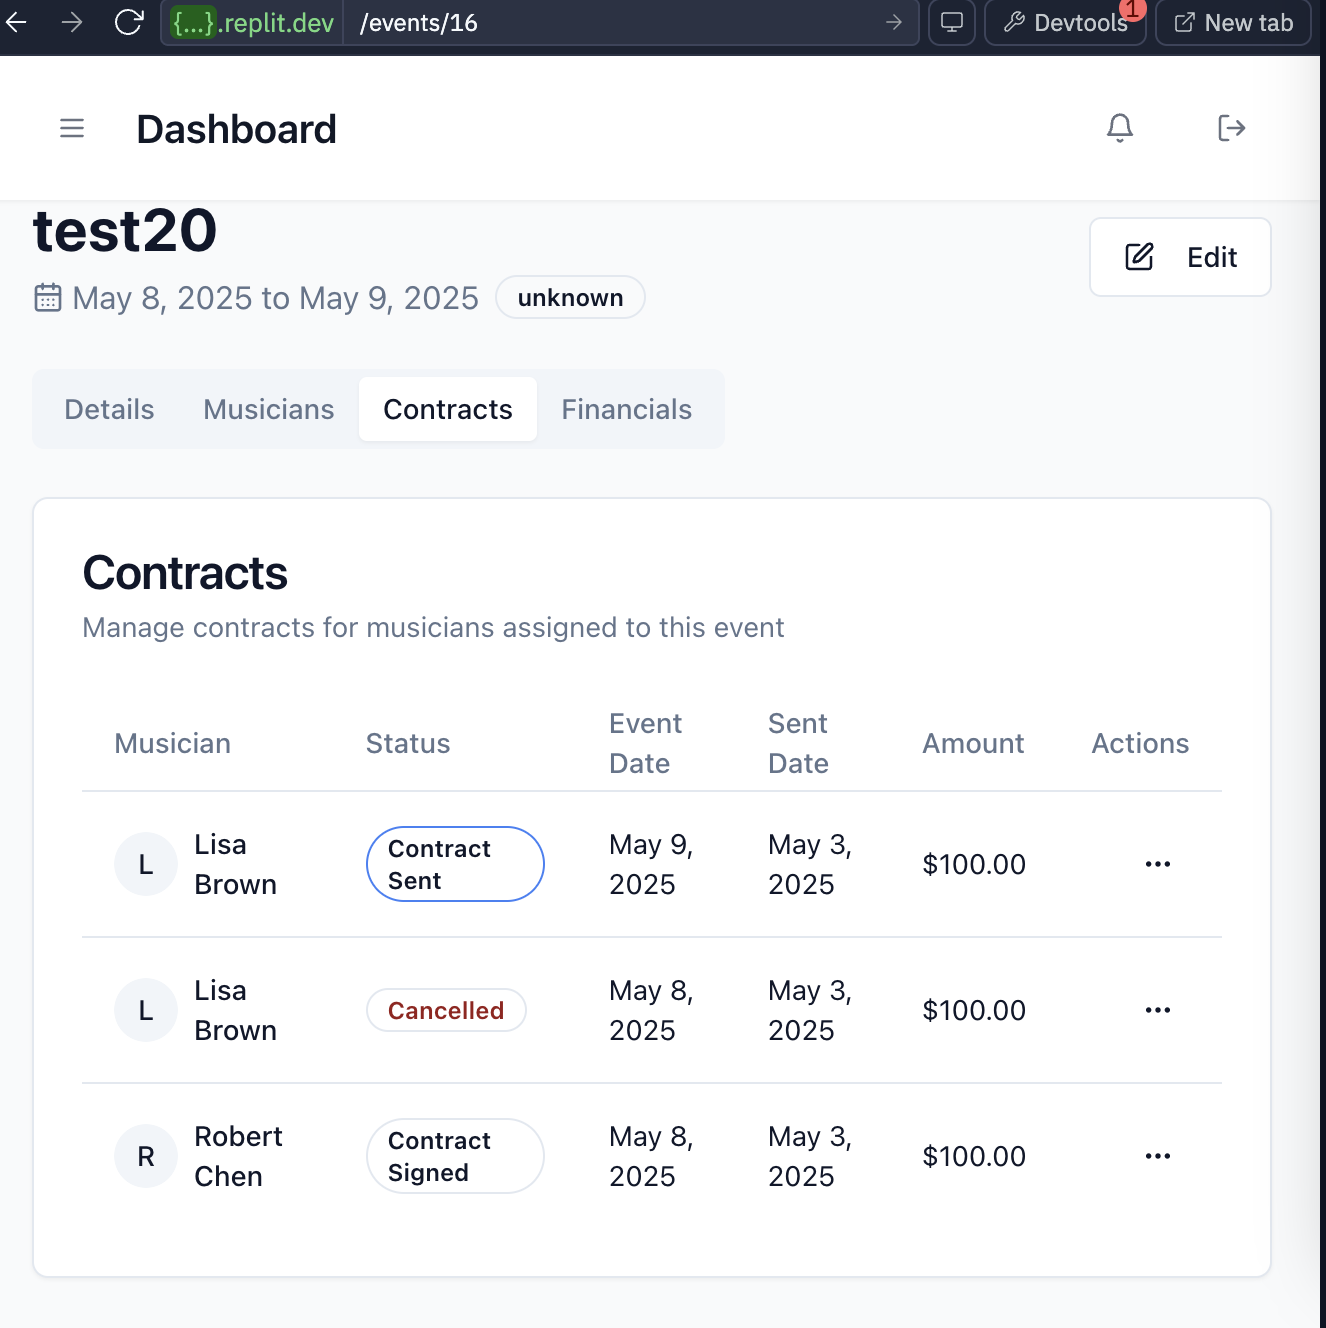 {...}.replit.dev /events/16 Devtools 1 New tab
Dashboard
test20
Edit
May 8, 2025 to May 9, 2025 unknown
Details Musicians Contracts Financials
Contracts
Manage contracts for musicians assigned to this event
Musician Status Event Date Sent Date Amount Actions
L Lisa Brown Contract Sent May 9, 2025 May 3, 2025 $100.00 •••
L Lisa Brown Cancelled May 8, 2025 May 3, 2025 $100.00 •••
R Robert Chen Contract Signed May 8, 2025 May 3, 2025 $100.00 •••